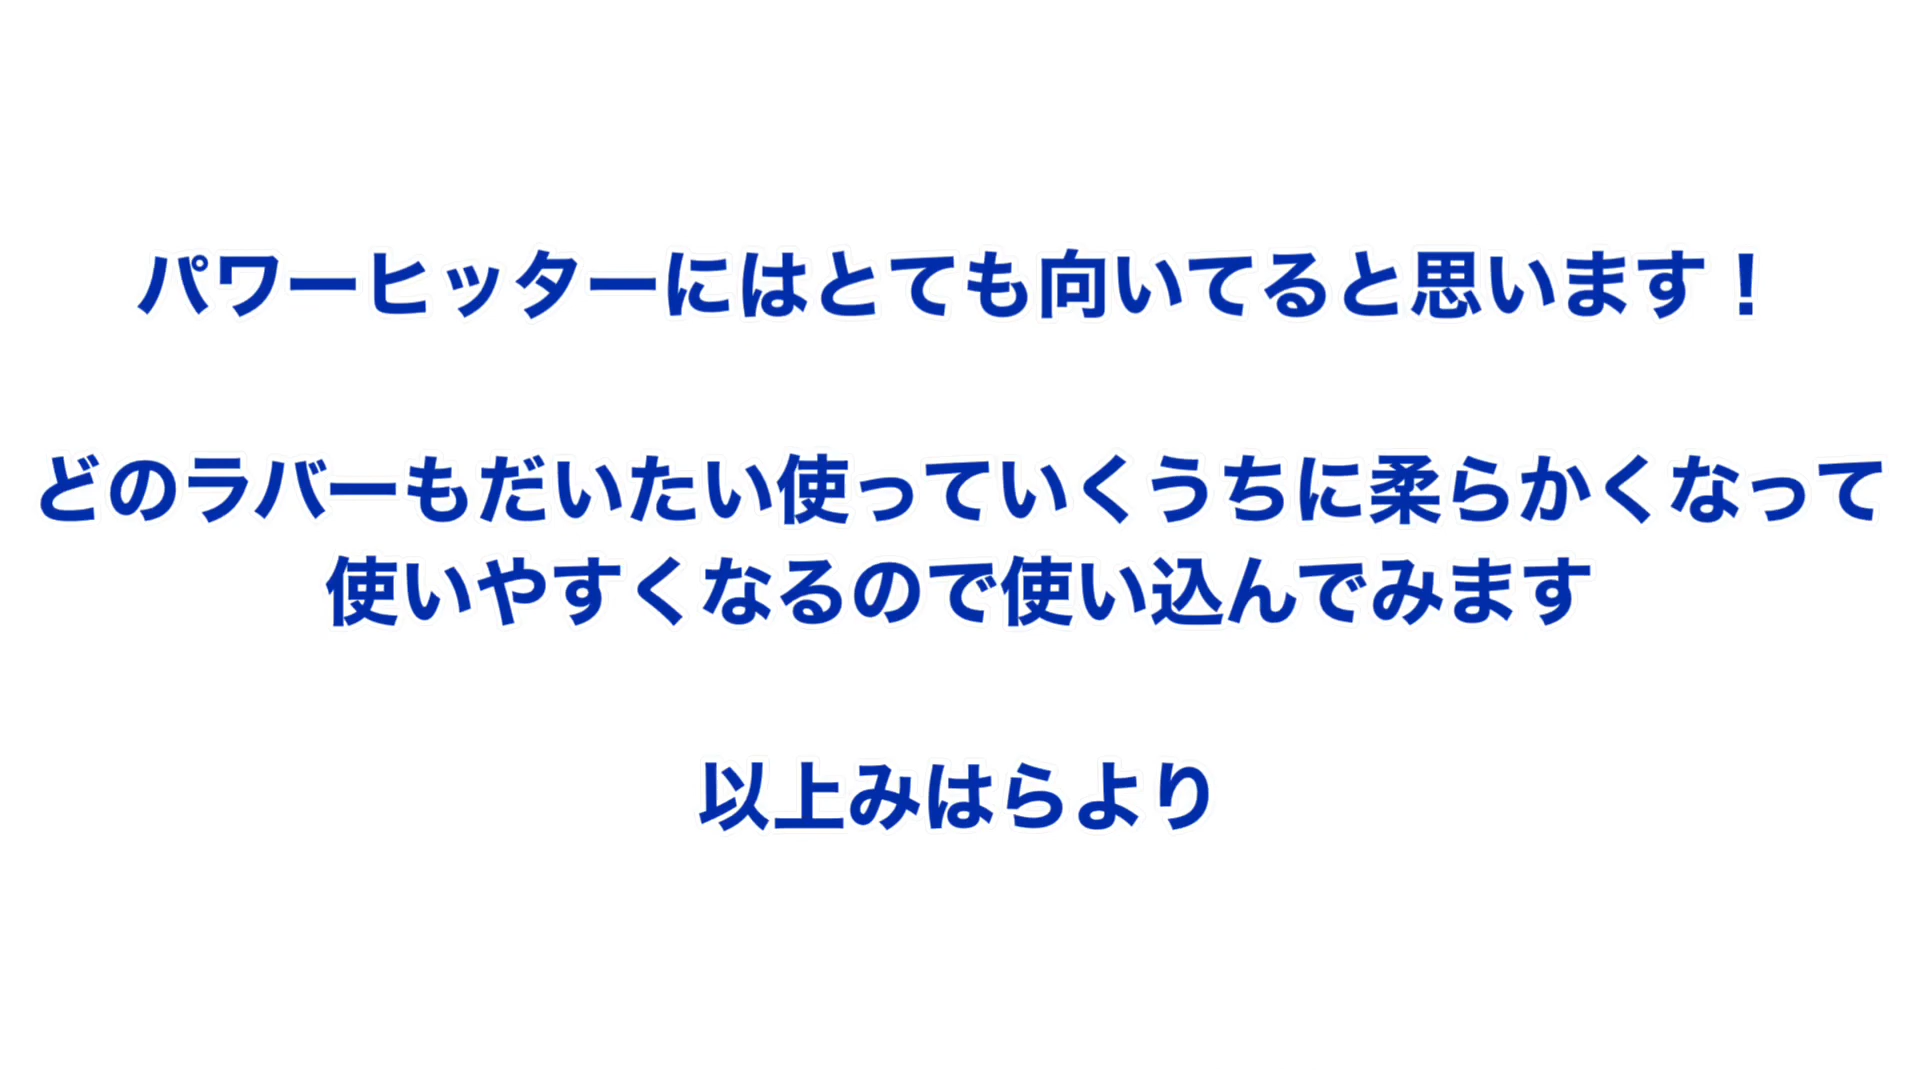 パワーヒッターにはとても向いてると思います！
どのラバーもだいたい使っていくうちに柔らかくなって
使いやすくなるので使い込んでみます
以上みはらより